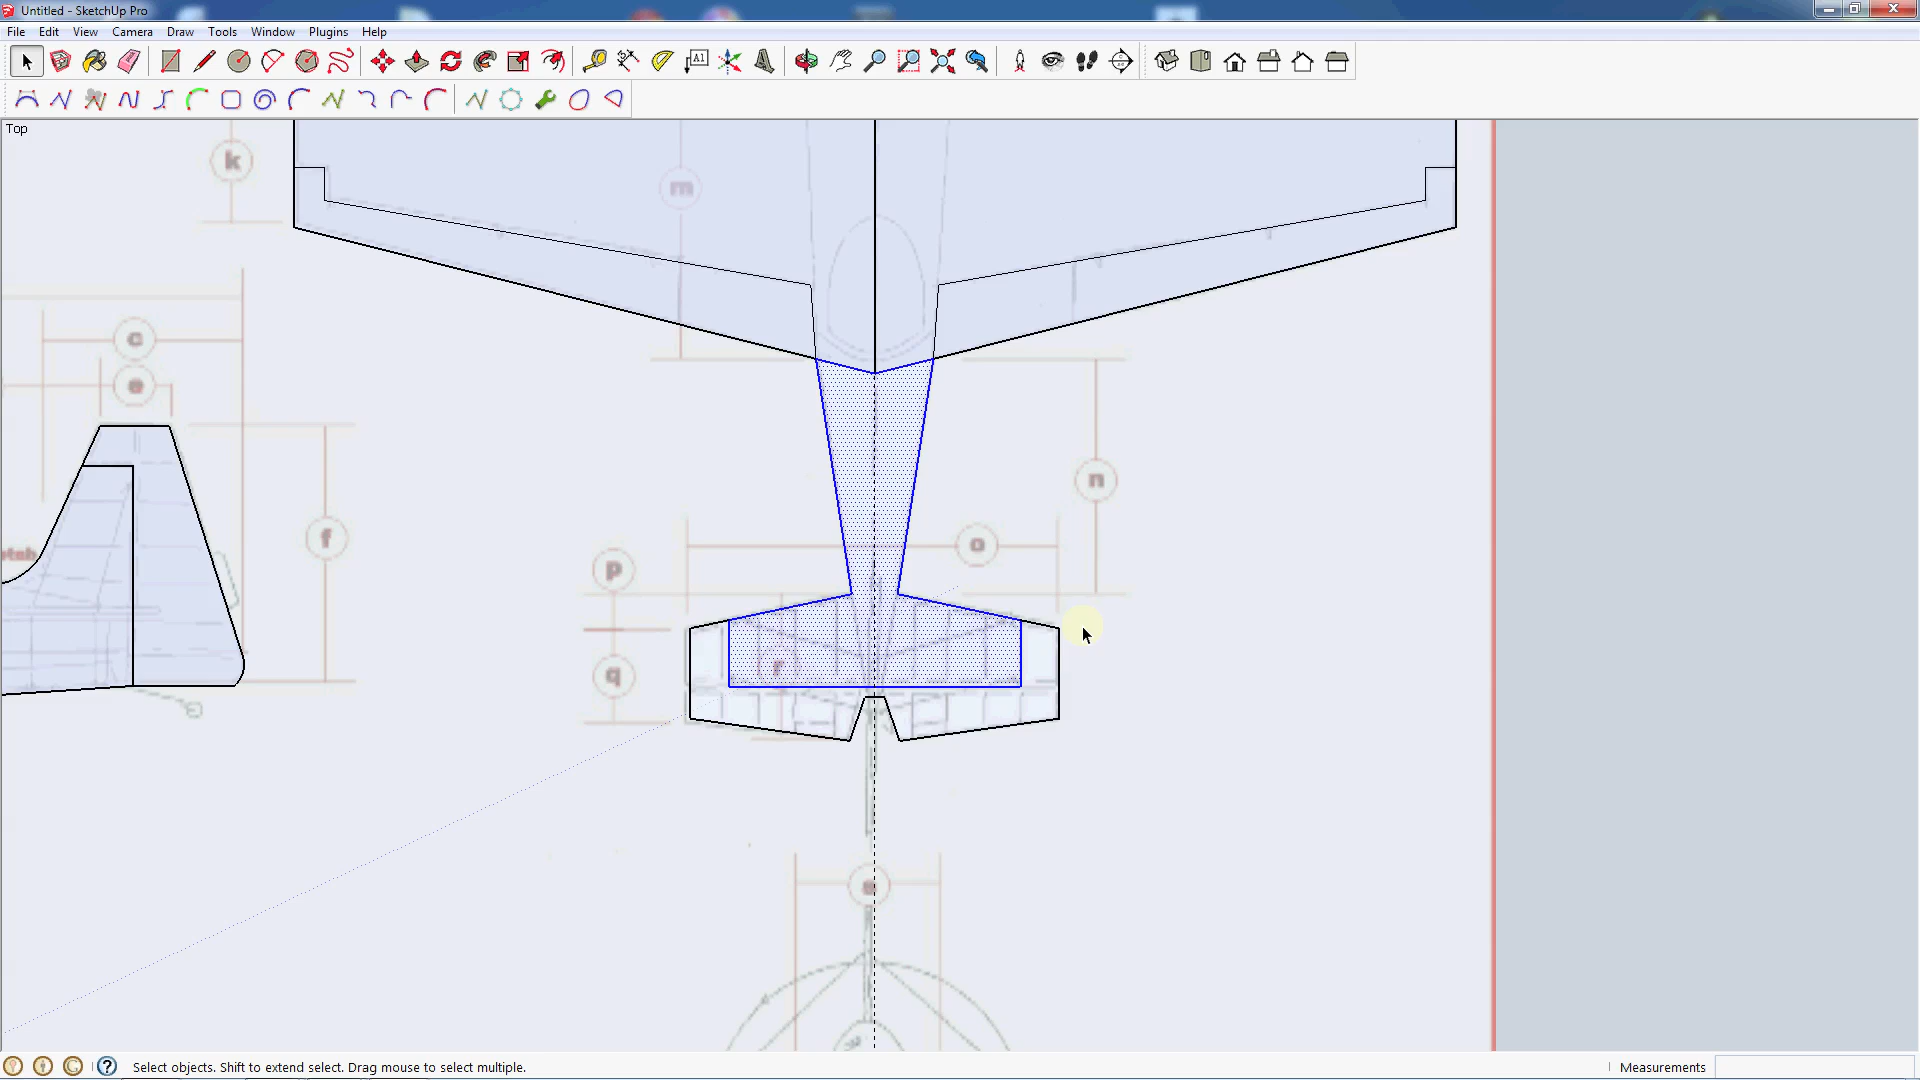 Untitled - SketchUp Pro
File Edit View Camera Draw Tools Window Plugins Help
A1
Top
k
m
c
e
f
n
o
p
q
r
s
? Select objects. Shift to extend select. Drag mouse to select multiple.
Measurements